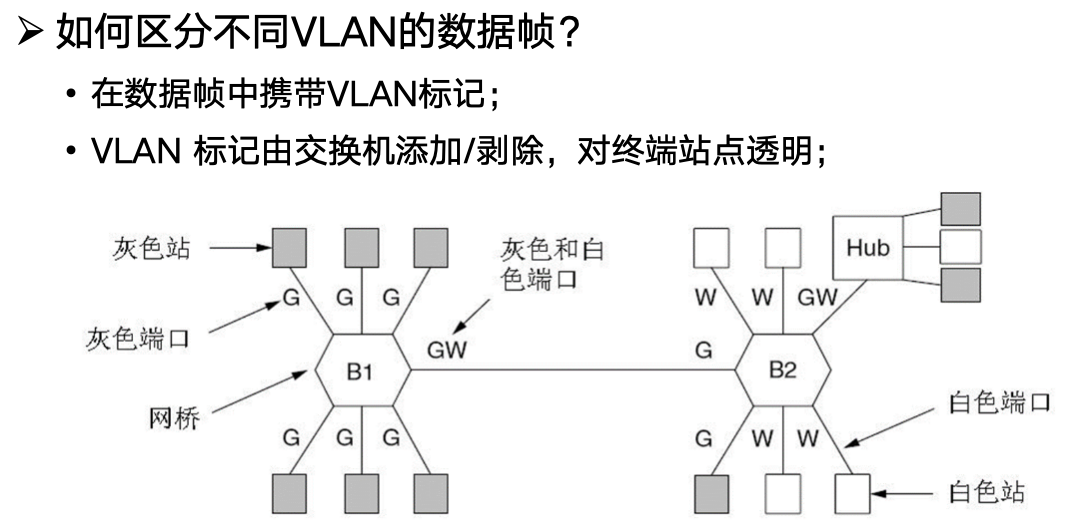 ➢ 如何区分不同VLAN的数据帧？
• 在数据帧中携带VLAN标记；
• VLAN 标记由交换机添加/剥除，对终端站点透明；
灰色站
灰色和白
色端口
Hub
G G G
W W GW
灰色端口
GW
G
B1
B2
网桥
白色端口
G G G
G W W
白色站